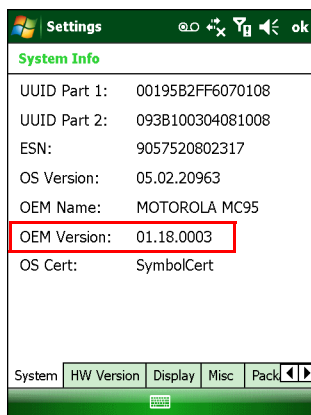 Settings ok
System Info
UUID Part 1: 00195B2FF6070108
UUID Part 2: 093B100304081008
ESN: 9057520802317
OS Version: 05.02.20963
OEM Name: MOTOROLA MC95
OEM Version: 01.18.0003
OS Cert: SymbolCert
System HW Version Display Misc Pack